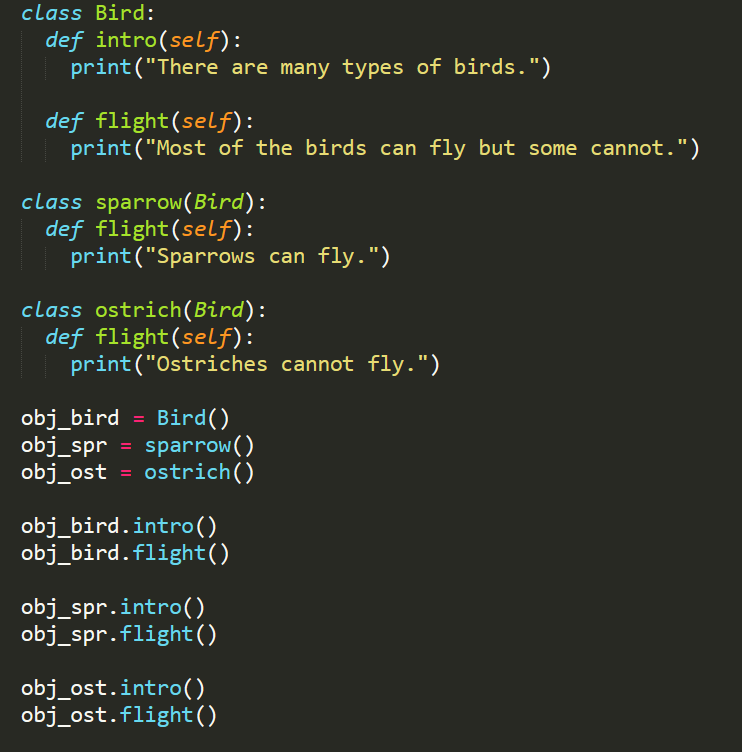 class Bird:
  def intro(self):
    print("There are many types of birds.")

  def flight(self):
    print("Most of the birds can fly but some cannot.")

class sparrow(Bird):
  def flight(self):
    print("Sparrows can fly.")

class ostrich(Bird):
  def flight(self):
    print("Ostriches cannot fly.")

obj_bird = Bird()
obj_spr = sparrow()
obj_ost = ostrich()

obj_bird.intro()
obj_bird.flight()

obj_spr.intro()
obj_spr.flight()

obj_ost.intro()
obj_ost.flight()